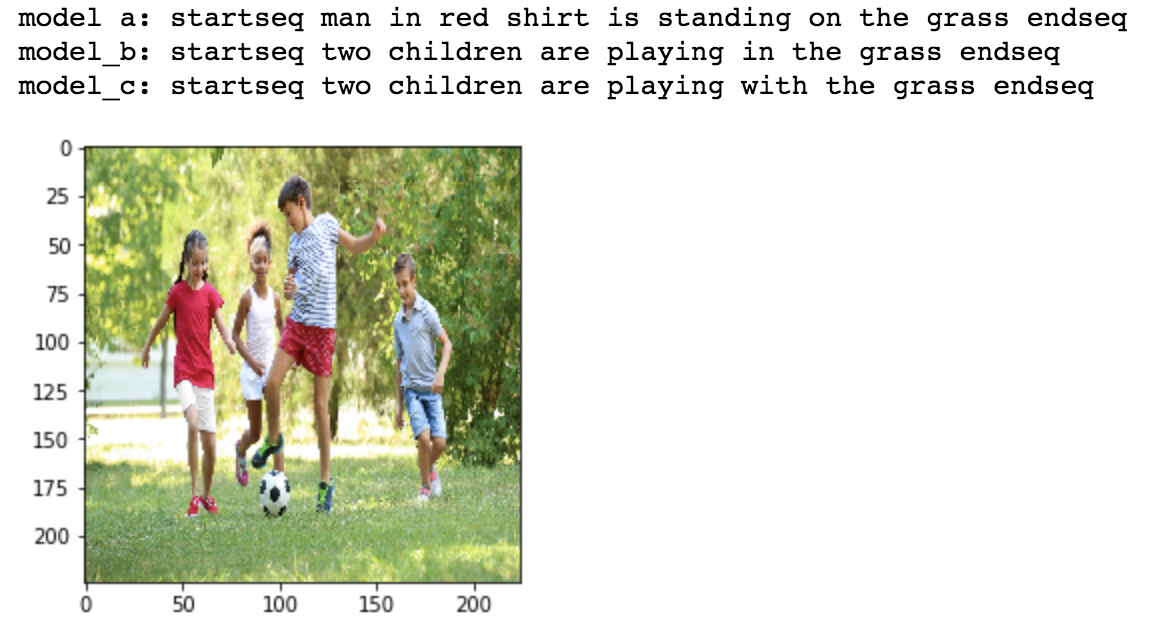 model a: startseq man in red shirt is standing on the grass endseq
model_b: startseq two children are playing in the grass endseq
model_c: startseq two children are playing with the grass endseq
0
25
50
75
100
125
150
175
200
0 50 100 150 200